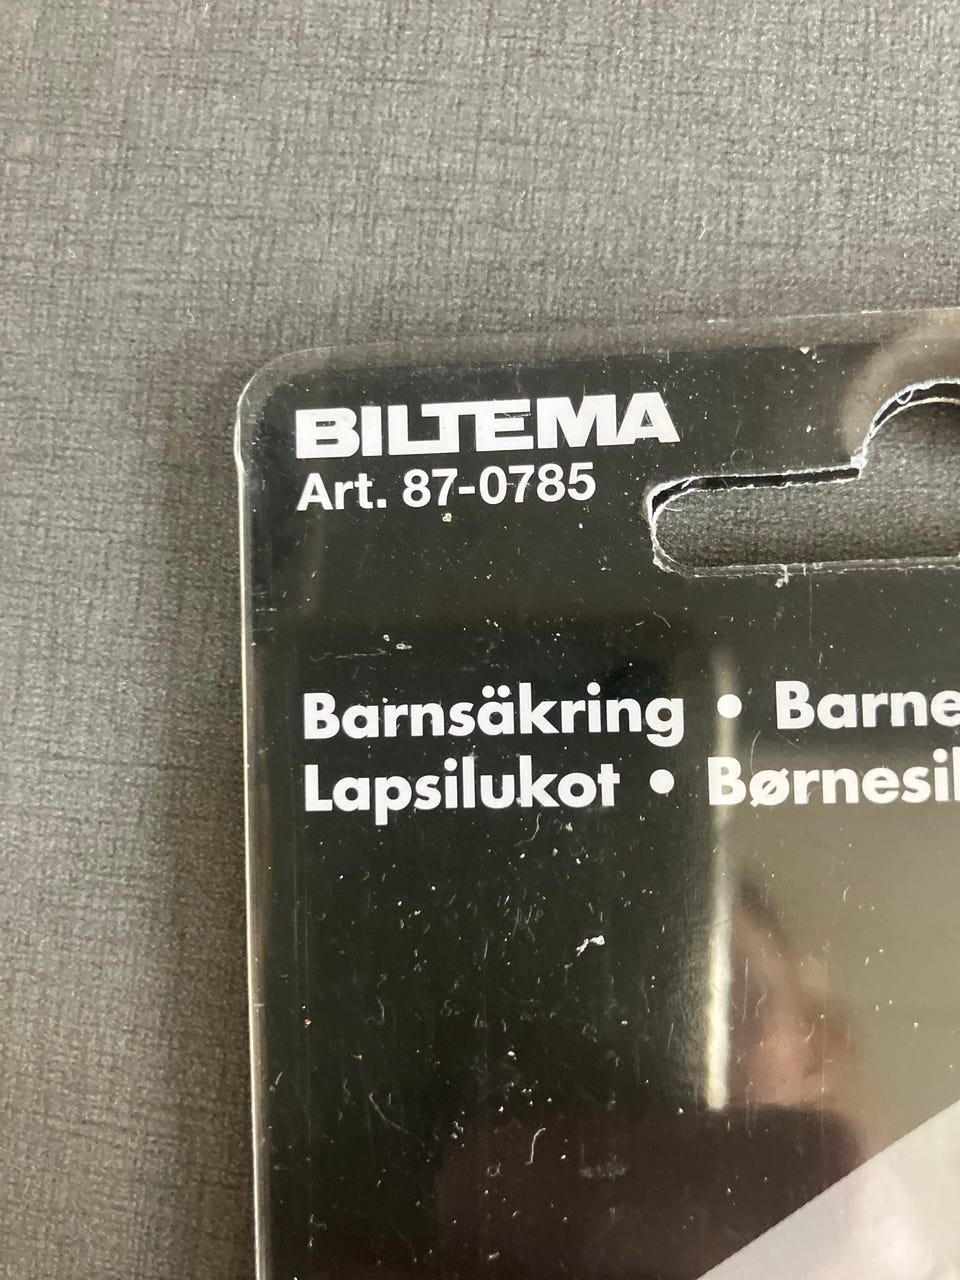 BILTEMA
Art. 87-0785
Barnsäkring • Barne
Lapsilukot • Børnesil